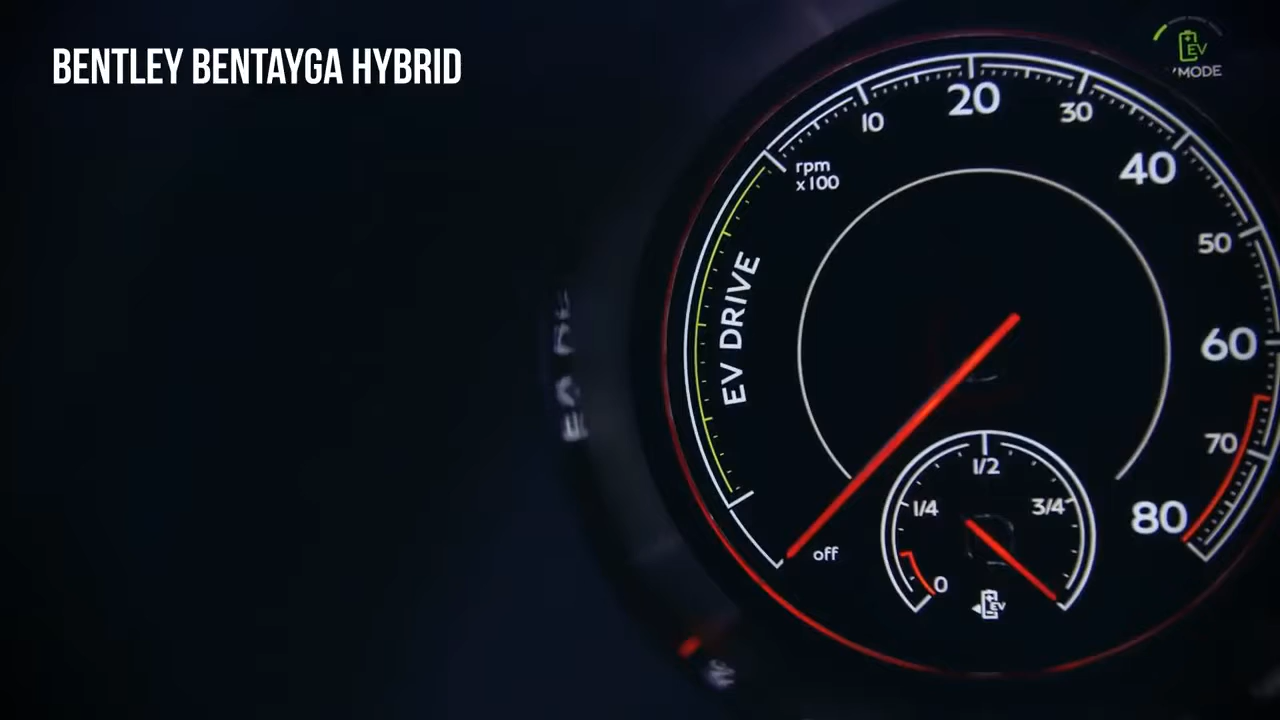 BENTLEY BENTAYGA HYBRID
EV
MODE
10
20
30
40
50
60
70
80
rpm
x100
EV DRIVE
off
0
1/4
1/2
3/4
EV